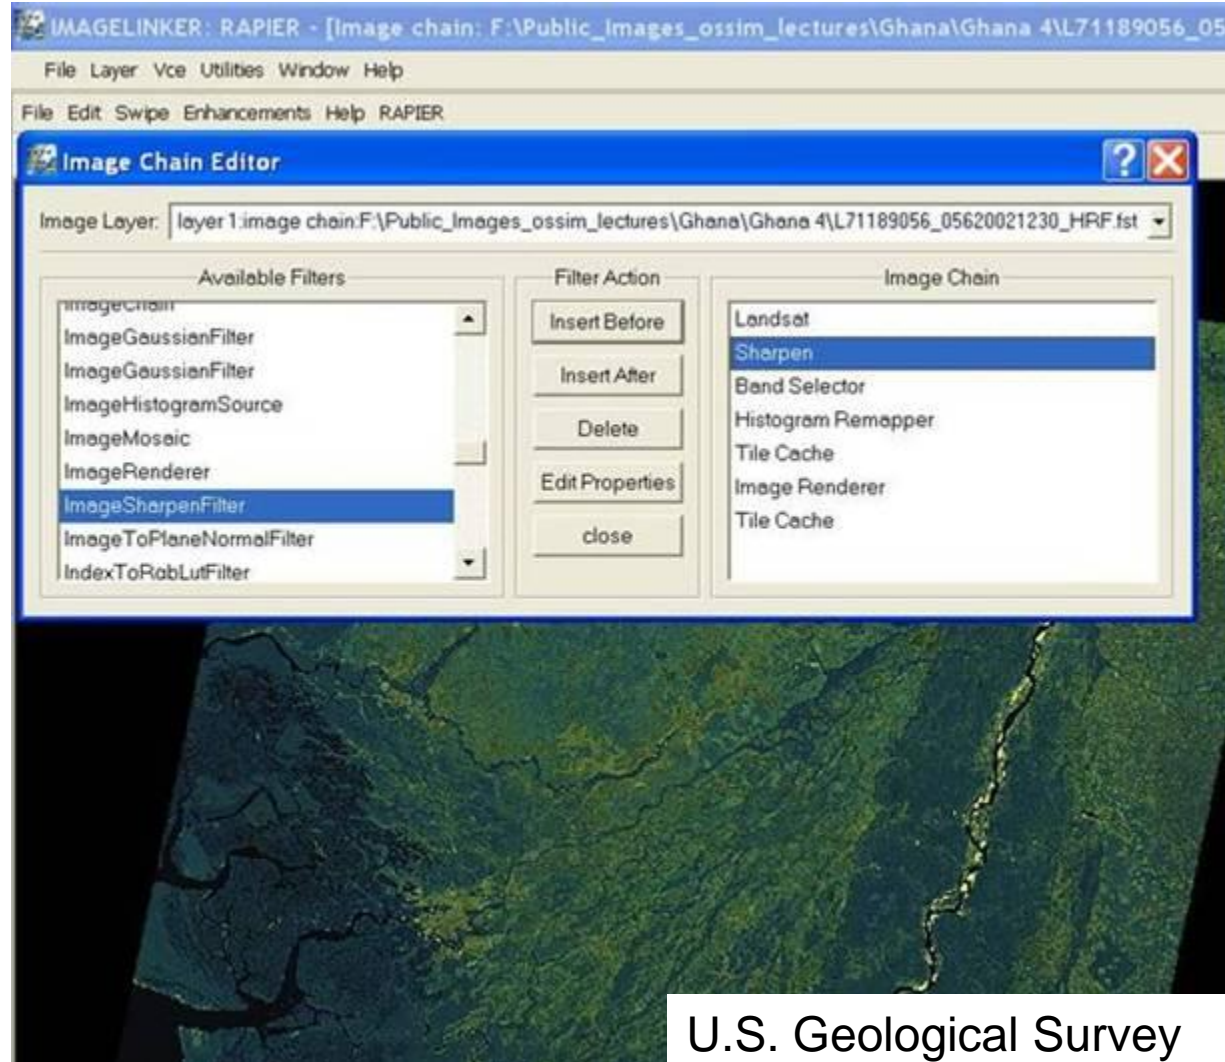 IMAGELINKER: RAPIER - [Image chain: F:\Public_Images_ossim_lectures\Ghana\Ghana 4\L71189056_05
File Layer Vce Utilities Window Help
File Edit Swipe Enhancements Help RAPIER
Image Chain Editor
Image Layer: layer 1:image chain:F:\Public_Images_ossim_lectures\Ghana\Ghana 4\L71189056_05620021230_HRF.fst
Available Filters
ImageChain
ImageGaussianFilter
ImageGaussianFilter
ImageHistogramSource
ImageMosaic
ImageRenderer
ImageSharpenFilter
ImageToPlaneNormalFilter
IndexToRgbLutFilter
Filter Action
Insert Before
Insert After
Delete
Edit Properties
close
Image Chain
Landsat
Sharpen
Band Selector
Histogram Remapper
Tile Cache
Image Renderer
Tile Cache
U.S. Geological Survey